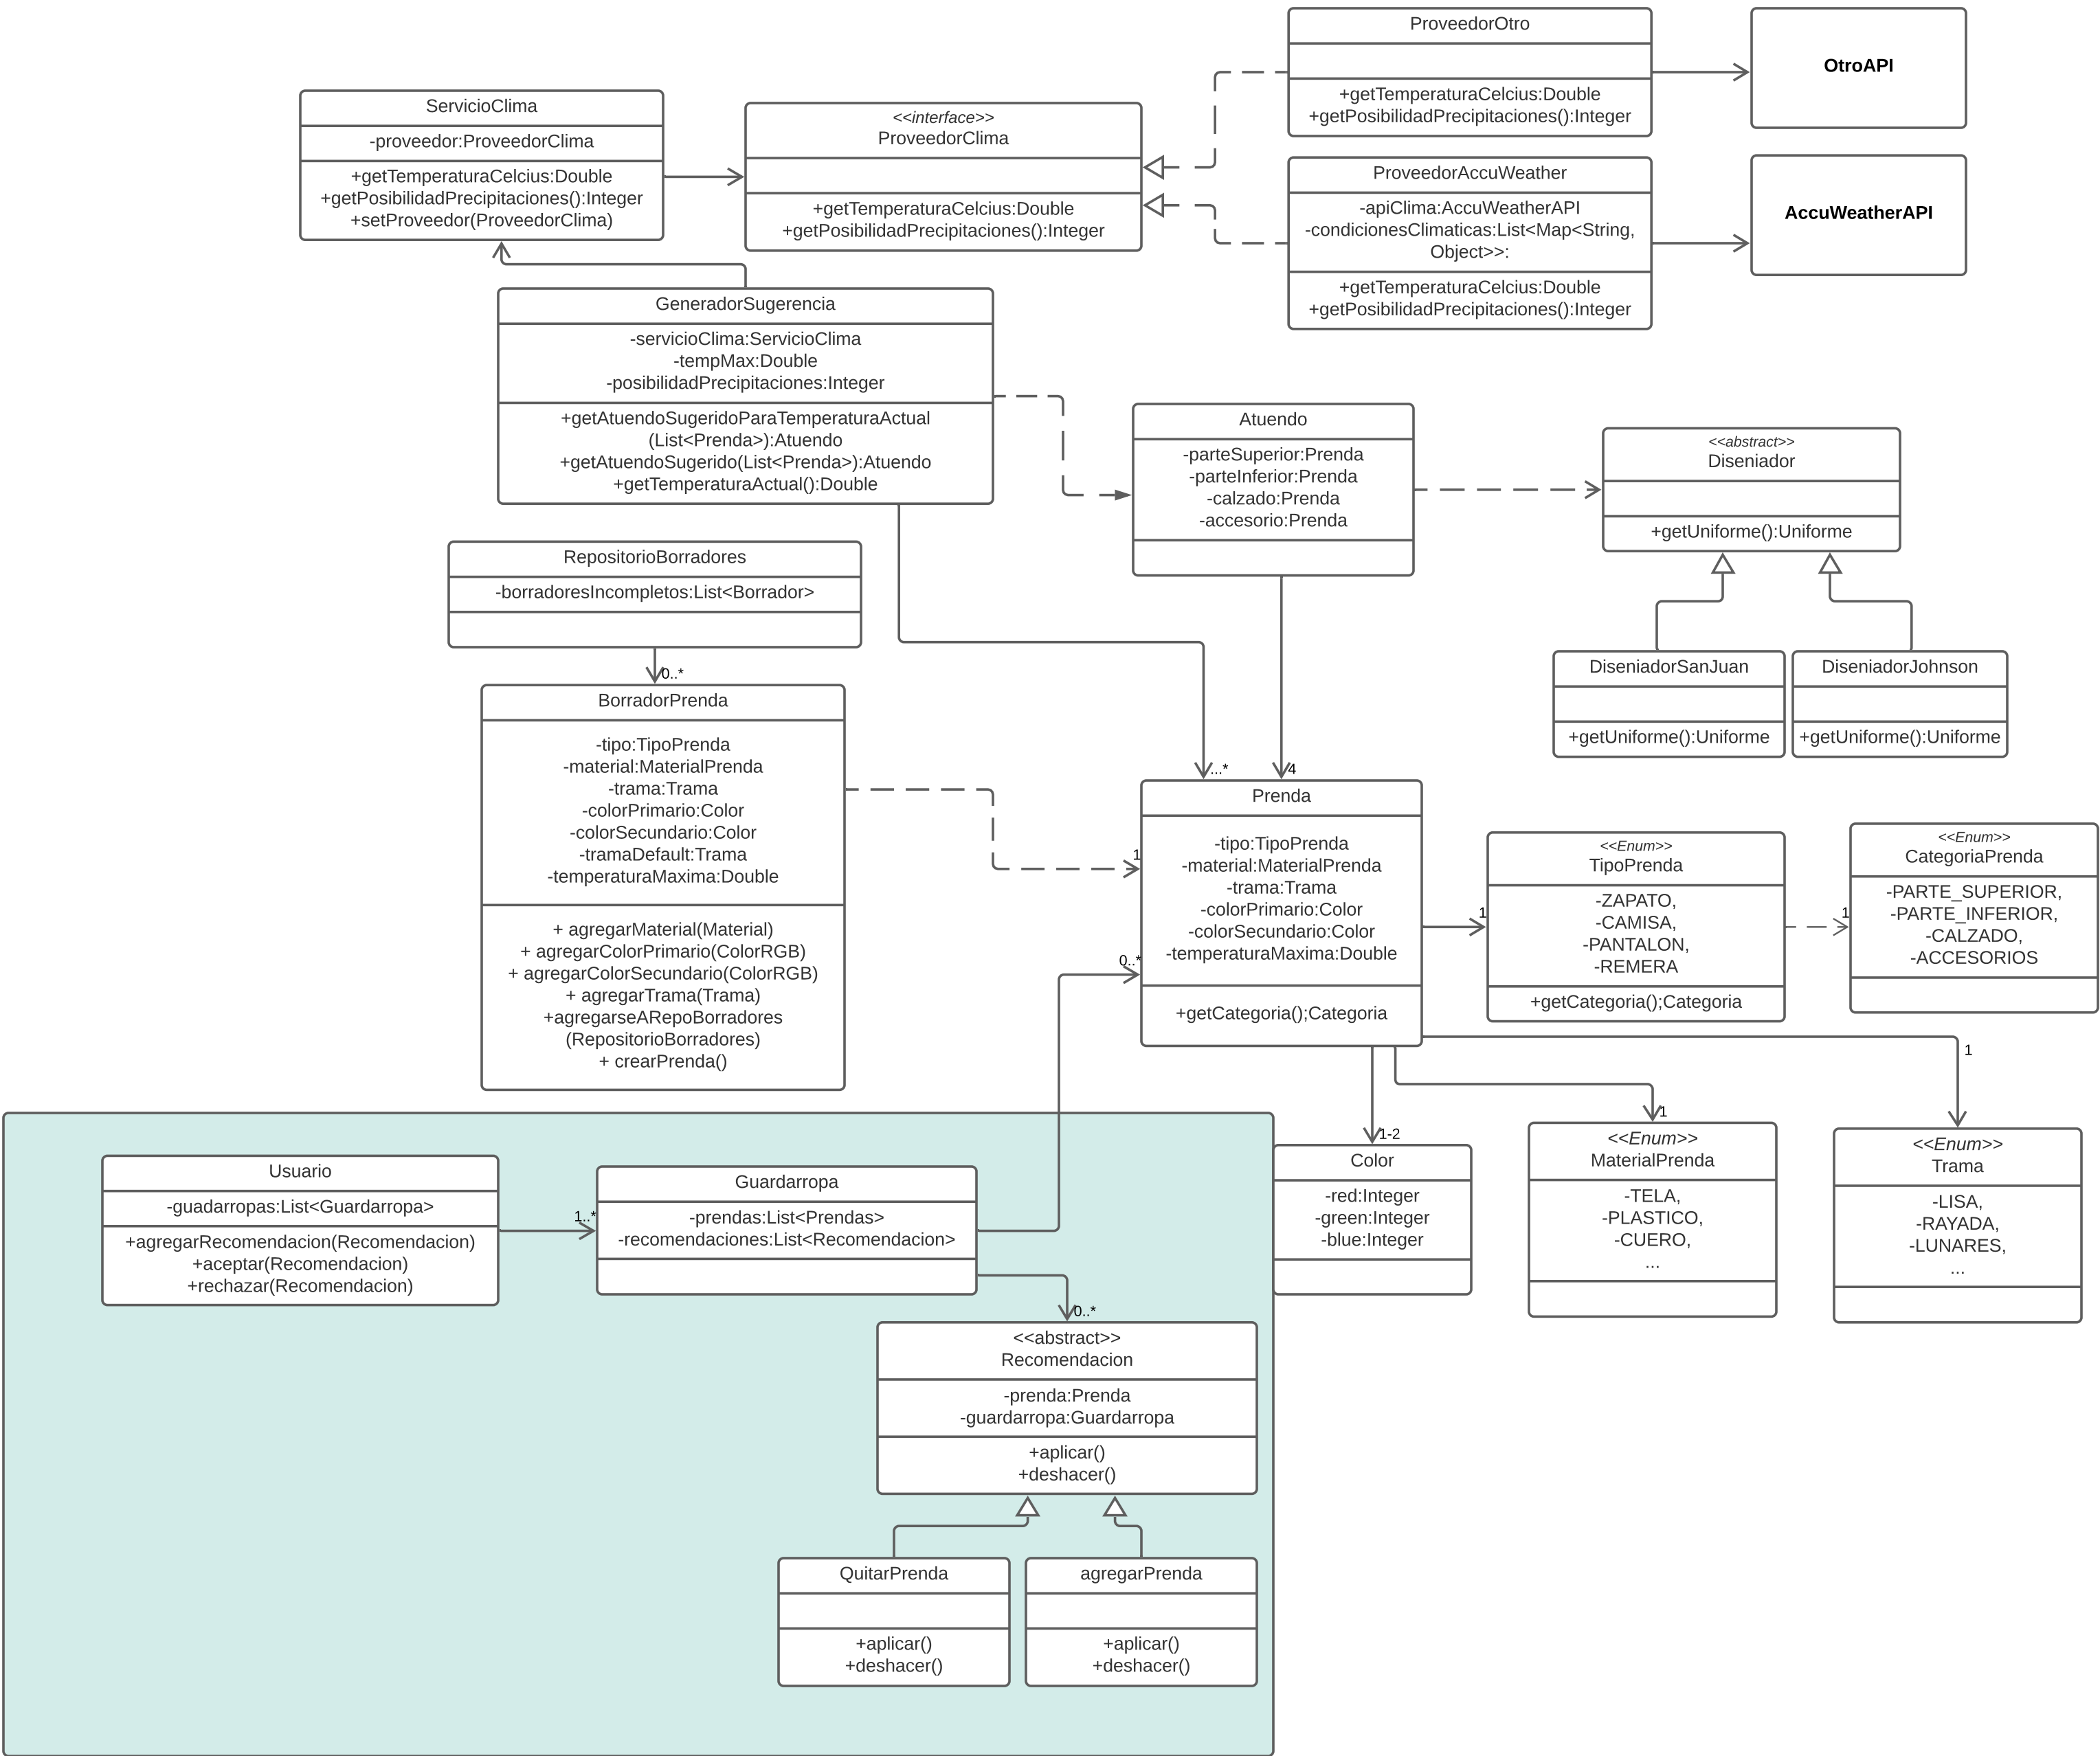 ProveedorOtro
+getTemperaturaCelcius:Double
+getPosibilidadPrecipitaciones():Integer
OtroAPI
ServicioClima
-proveedor:ProveedorClima
+getTemperaturaCelcius:Double
+getPosibilidadPrecipitaciones():Integer
+setProveedor(ProveedorClima)
<<interface>>
ProveedorClima
+getTemperaturaCelcius:Double
+getPosibilidadPrecipitaciones():Integer
ProveedorAccuWeather
-apiClima:AccuWeatherAPI
-condicionesClimaticas:List<Map<String,
Object>>:
+getTemperaturaCelcius:Double
+getPosibilidadPrecipitaciones():Integer
AccuWeatherAPI
GeneradorSugerencia
-servicioClima:ServicioClima
-tempMax:Double
-posibilidadPrecipitaciones:Integer
+getAtuendoSugeridoParaTemperaturaActual
(List<Prenda>):Atuendo
+getAtuendoSugerido(List<Prenda>):Atuendo
+getTemperaturaActual():Double
Atuendo
-parteSuperior:Prenda
-parteInferior:Prenda
-calzado:Prenda
-accesorio:Prenda
<<abstract>>
Diseniador
+getUniforme():Uniforme
RepositorioBorradores
-borradoresIncompletos:List<Borrador>
0..*
DiseniadorSanJuan
+getUniforme():Uniforme
DiseniadorJohnson
+getUniforme():Uniforme
BorradorPrenda
-tipo:TipoPrenda
-material:MaterialPrenda
-trama:Trama
-colorPrimario:Color
-colorSecundario:Color
-tramaDefault:Trama
-temperaturaMaxima:Double
+ agregarMaterial(Material)
+ agregarColorPrimario(ColorRGB)
+ agregarColorSecundario(ColorRGB)
+ agregarTrama(Trama)
+agregarseARepoBorradores
(RepositorioBorradores)
+ crearPrenda()
...*
4
1
0..*
Prenda
-tipo:TipoPrenda
-material:MaterialPrenda
-trama:Trama
-colorPrimario:Color
-colorSecundario:Color
-temperaturaMaxima:Double
+getCategoria();Categoria
1
<<Enum>>
TipoPrenda
-ZAPATO,
-CAMISA,
-PANTALON,
-REMERA
+getCategoria();Categoria
1
<<Enum>>
CategoriaPrenda
-PARTE_SUPERIOR,
-PARTE_INFERIOR,
-CALZADO,
-ACCESORIOS
1
1
1-2
Usuario
-guadarropas:List<Guardarropa>
+agregarRecomendacion(Recomendacion)
+aceptar(Recomendacion)
+rechazar(Recomendacion)
1..*
Guardarropa
-prendas:List<Prendas>
-recomendaciones:List<Recomendacion>
0..*
Color
-red:Integer
-green:Integer
-blue:Integer
<<Enum>>
MaterialPrenda
-TELA,
-PLASTICO,
-CUERO,
...
<<Enum>>
Trama
-LISA,
-RAYADA,
-LUNARES,
...
<<abstract>>
Recomendacion
-prenda:Prenda
-guardarropa:Guardarropa
+aplicar()
+deshacer()
QuitarPrenda
+aplicar()
+deshacer()
agregarPrenda
+aplicar()
+deshacer()